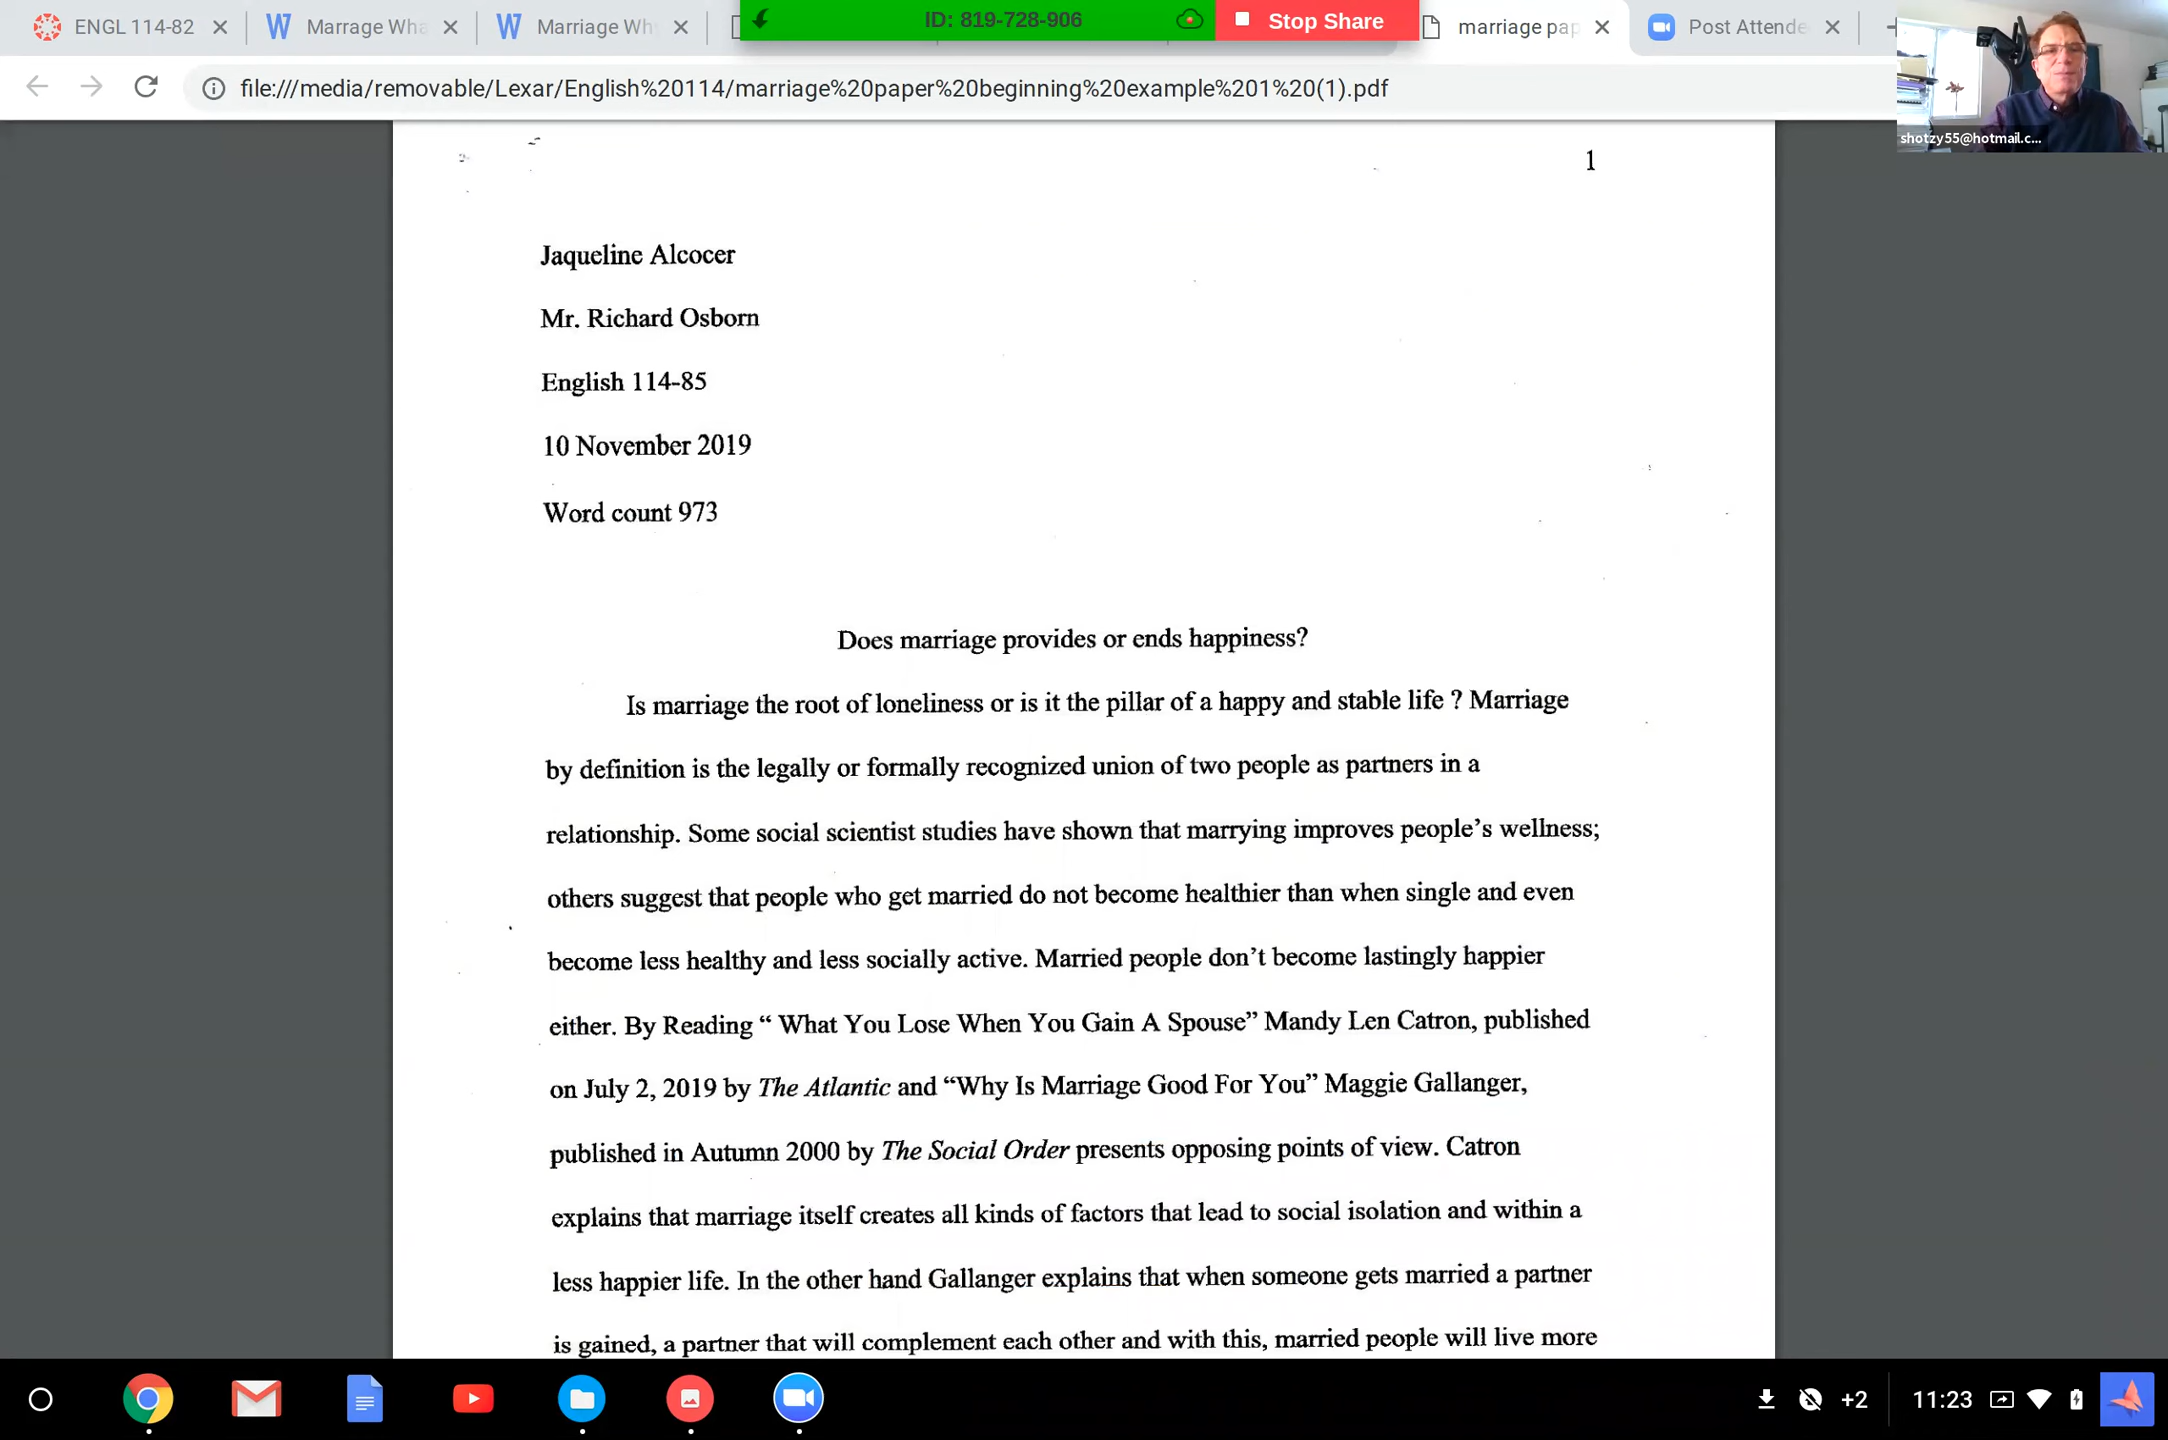 ENGL 114-82
Marrage Wha
Marriage Wh
ID: 819-728-906
Stop Share
marriage pap
Post Attende
file:///media/removable/Lexar/English%20114/marriage%20paper%20beginning%20example%201%20(1).pdf
shotzy55@hotmail.c...
1
Jaqueline Alcocer
Mr. Richard Osborn
English 114-85
10 November 2019
Word count 973
Does marriage provides or ends happiness?
Is marriage the root of loneliness or is it the pillar of a happy and stable life ? Marriage
by definition is the legally or formally recognized union of two people as partners in a
relationship. Some social scientist studies have shown that marrying improves people's wellness;
others suggest that people who get married do not become healthier than when single and even
become less healthy and less socially active. Married people don't become lastingly happier
either. By Reading “ What You Lose When You Gain A Spouse” Mandy Len Catron, published
on July 2, 2019 by The Atlantic and “Why Is Marriage Good For You” Maggie Gallanger,
published in Autumn 2000 by The Social Order presents opposing points of view. Catron
explains that marriage itself creates all kinds of factors that lead to social isolation and within a
less happier life. In the other hand Gallanger explains that when someone gets married a partner
is gained, a partner that will complement each other and with this, married people will live more
+2
11:23